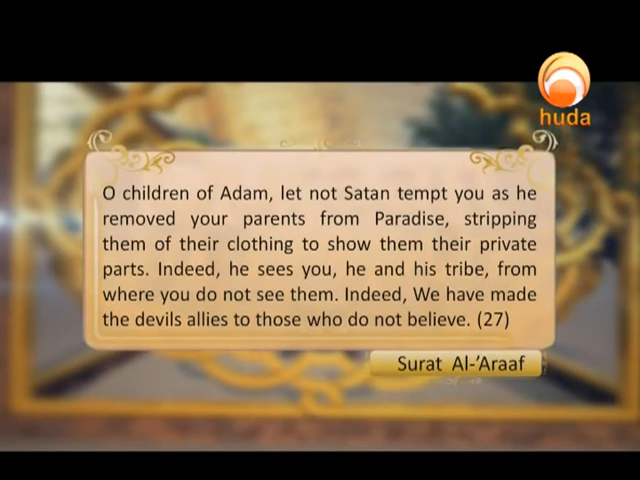 huda
O children of Adam, let not Satan tempt you as he
removed your parents from Paradise, stripping
them of their clothing to show them their private
parts. Indeed, he sees you, he and his tribe, from
where you do not see them. Indeed, We have made
the devils allies to those who do not believe. (27)
Surat Al-’Araaf